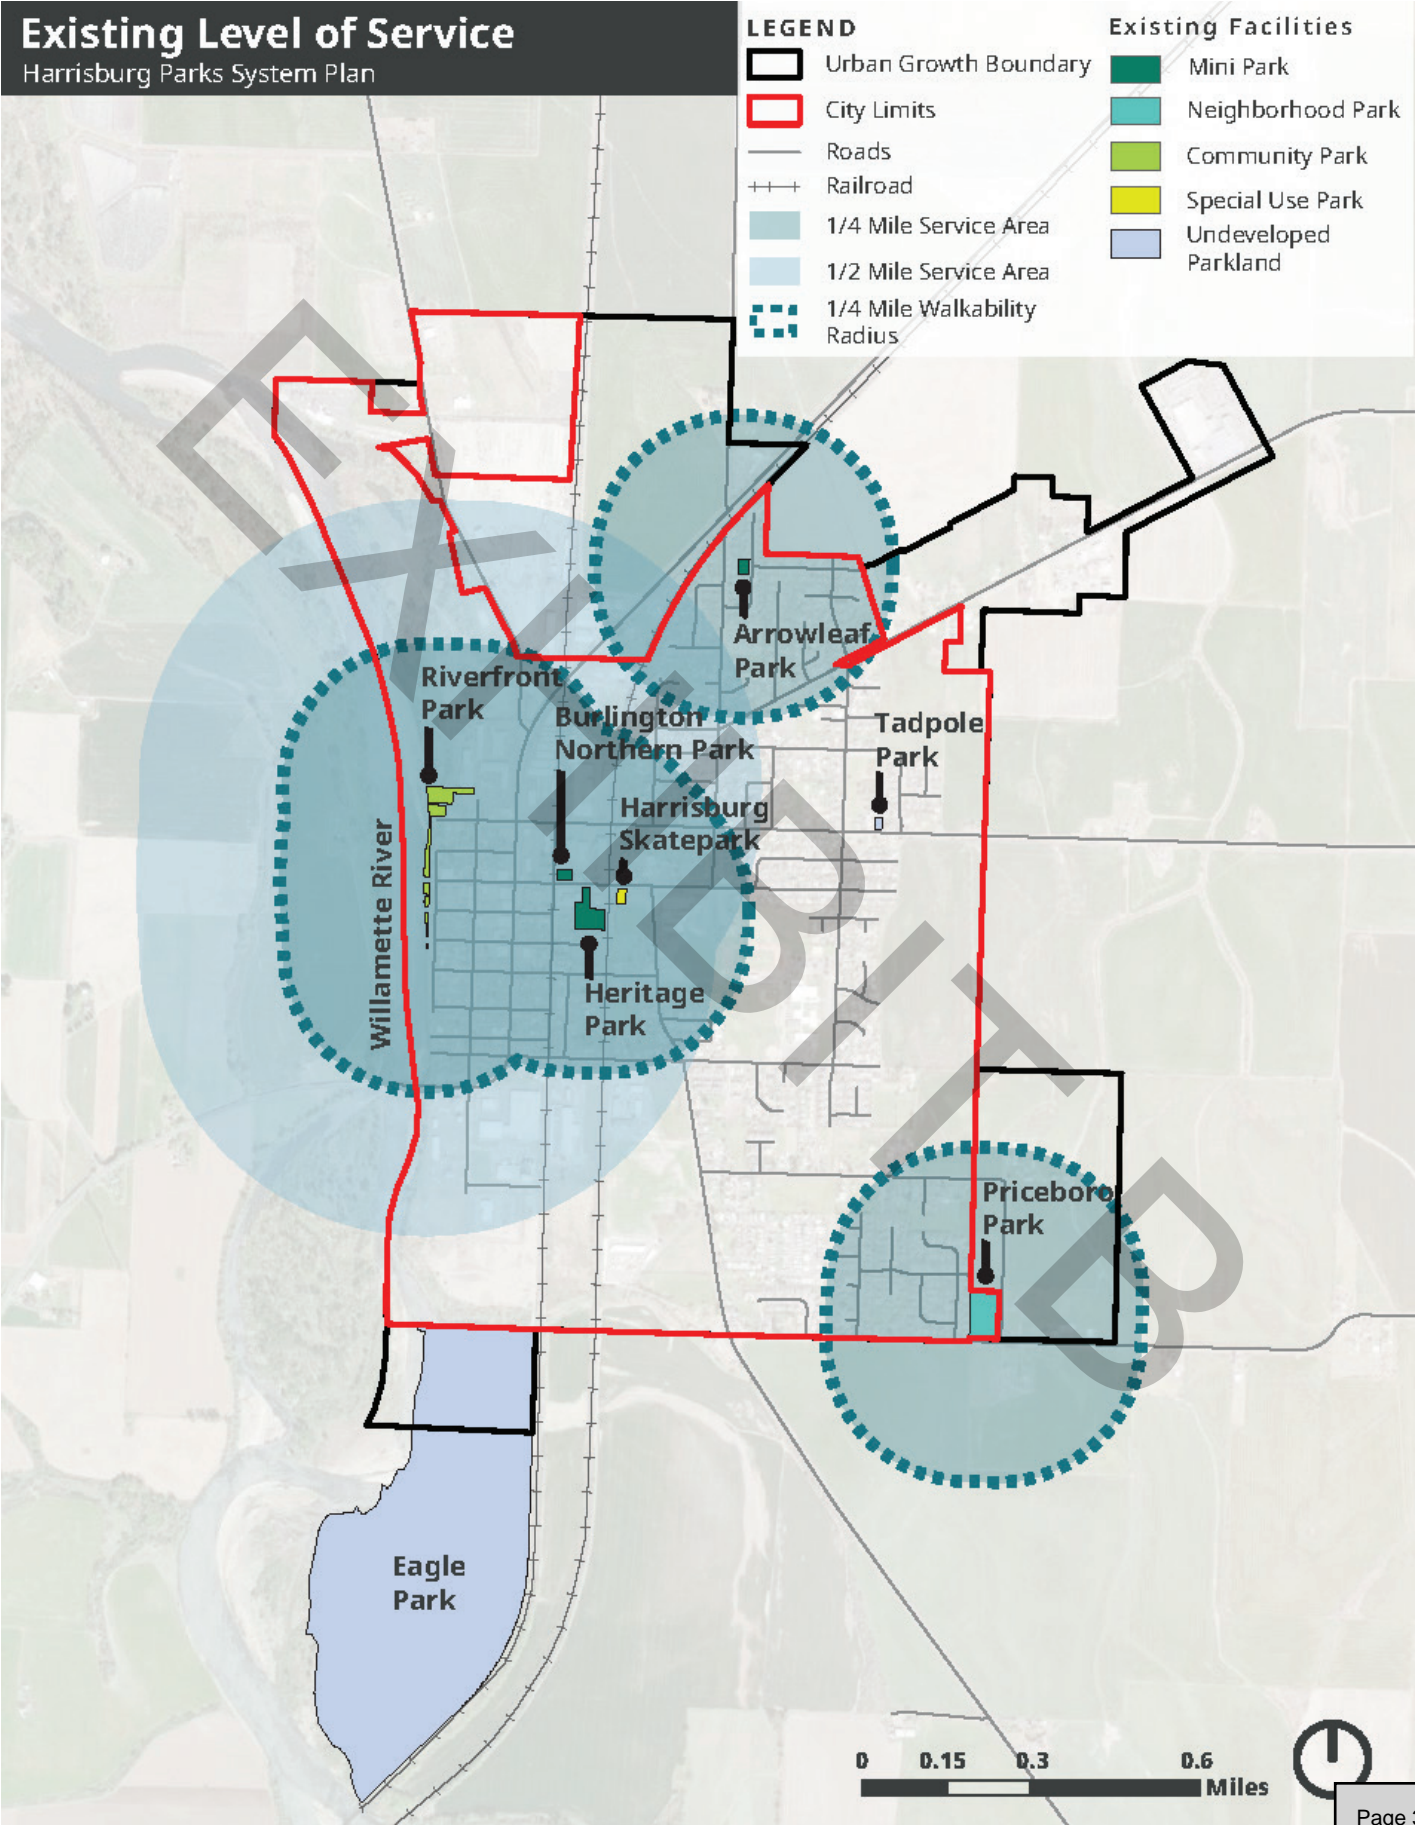 Existing Level of Service
Harrisburg Parks System Plan
LEGEND
Urban Growth Boundary
City Limits
Roads
Railroad
1/4 Mile Service Area
1/2 Mile Service Area
1/4 Mile Walkability
Radius
Existing Facilities
Mini Park
Neighborhood Park
Community Park
Special Use Park
Undeveloped
Parkland
EXHIBIT B
Arrowleaf
Park
Riverfront
Park
Burlington
Northern Park
Tadpole
Park
Harrisburg
Skatepark
Willamette River
Heritage
Park
Priceboro
Park
Eagle
Park
0 0.15 0.3 0.6
Miles
Page 3